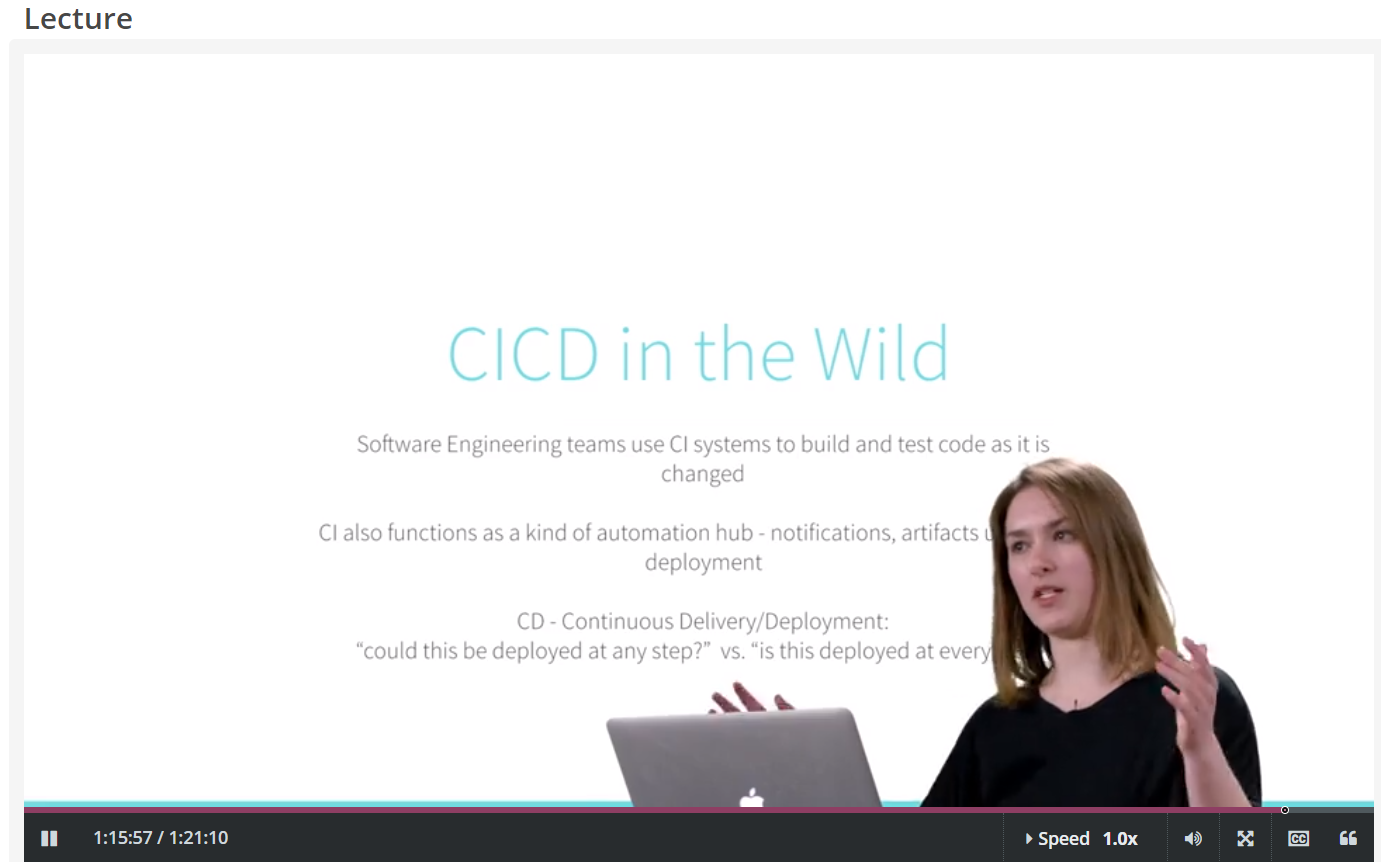 Lecture
CICD in the Wild
Software Engineering teams use CI systems to build and test code as it is
changed
CI also functions as a kind of automation hub - notifications, artifacts
deployment
CD - Continuous Delivery/Deployment:
“could this be deployed at any step?” vs. “is this deployed at every
1:15:57 / 1:21:10
Speed 1.0x
CC